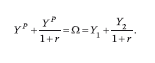 Y^P + Y^P/(1+r) = Ω = Y_1 + Y_2/(1+r).